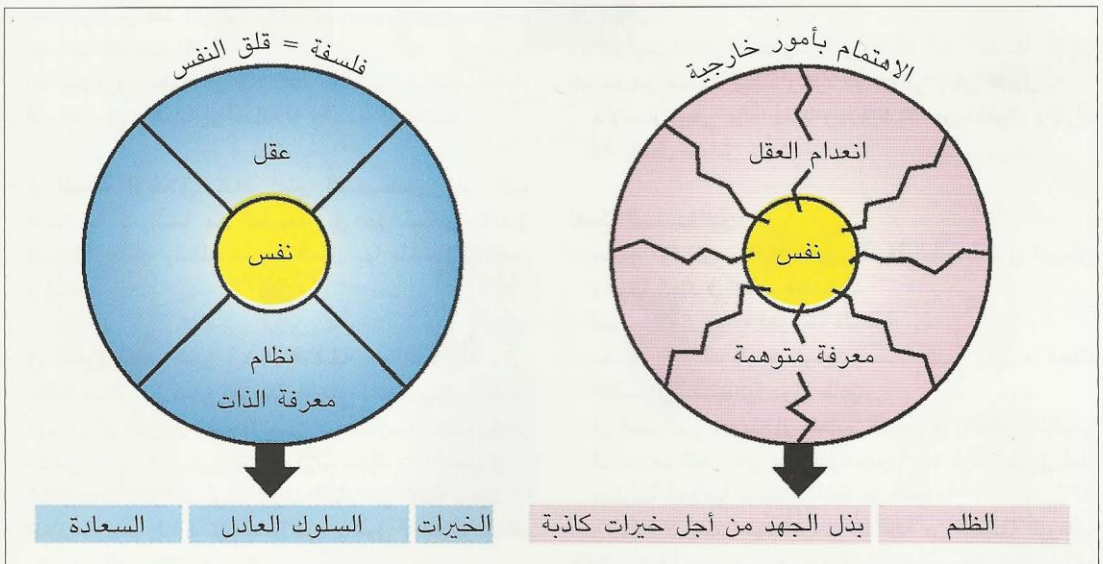 الاهتمام بأمور خارجية
انعدام العقل
نفس
معرفة متوهمة
الظلم
بذل الجهد من أجل خيرات كاذبة
فلسفة = قلق النفس
عقل
نفس
نظام
معرفة الذات
الخيرات
السلوك العادل
السعادة